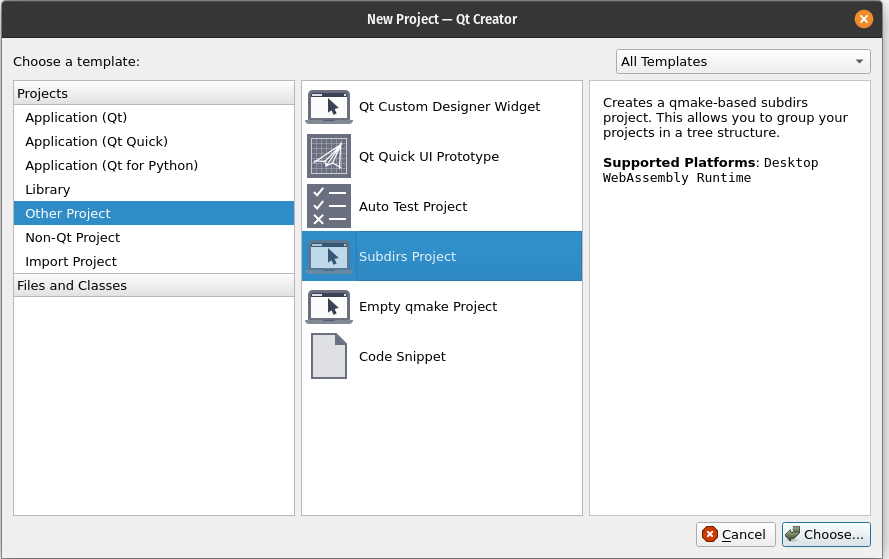 New Project — Qt Creator
Choose a template:
All Templates
Projects
Application (Qt)
Application (Qt Quick)
Application (Qt for Python)
Library
Other Project
Non-Qt Project
Import Project
Files and Classes
Qt Custom Designer Widget
Qt Quick UI Prototype
Auto Test Project
Subdirs Project
Empty qmake Project
Code Snippet
Creates a qmake-based subdirs
project. This allows you to group your
projects in a tree structure.
Supported Platforms: Desktop
WebAssembly Runtime
Cancel
Choose...